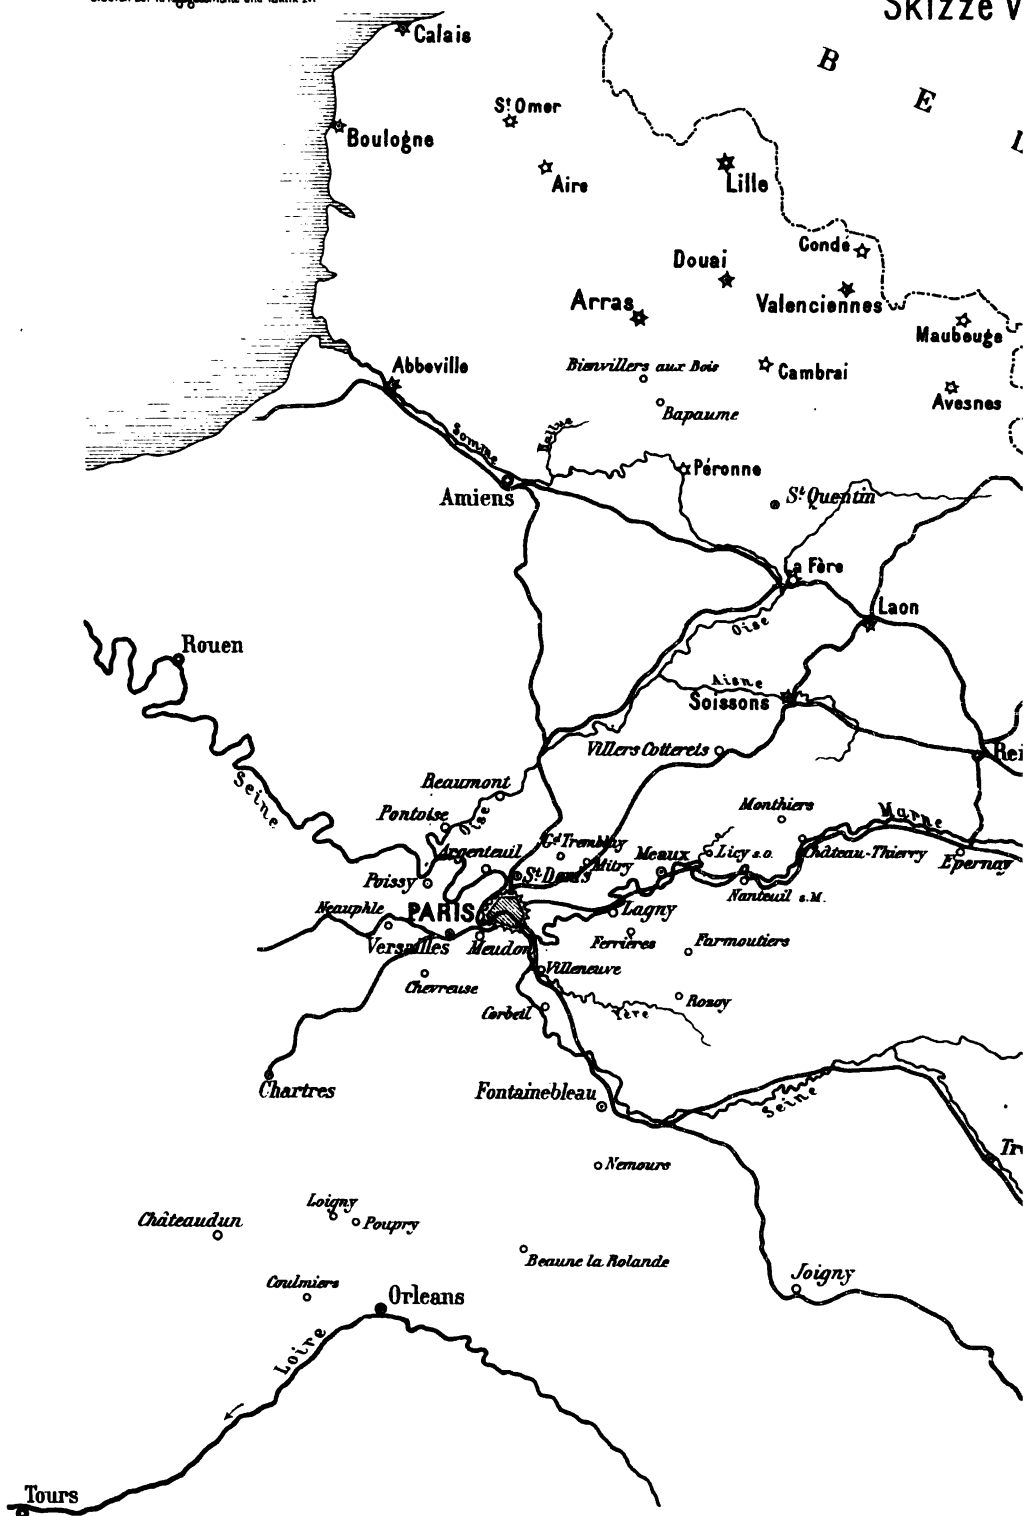 Skizze V
B
E
L
Calais
St Omer
Boulogne
Aire
Lille
Condé
Douai
Arras
Valenciennes
Maubeuge
Bienvillers aux Bois
Cambrai
Abbeville
Avesnes
Bapaume
Somme
Hallue
Péronne
Amiens
St Quentin
La Fère
Laon
Oise
Rouen
Aisne
Soissons
Villers Cotterets
Rei
Seine
Beaumont
Pontoise
Oise
Monthiers
Marne
Gd Tremblay
Argenteuil
Mitry
Meaux
Licy s.o.
Château-Thierry
Epernay
Poissy
St Denis
Nanteuil s.M.
Neauphle
PARIS
Lagny
Versailles
Meudon
Ferrières
Farmoutiers
Villeneuve
Chevreuse
Rozoy
Corbeil
Yère
Chartres
Fontainebleau
Seine
Nemours
Tr
Loigny
Châteaudun
Poupry
Beaune la Rolande
Coulmiers
Joigny
Orleans
Loire
Tours